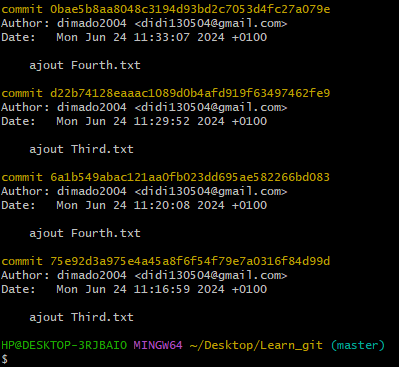 commit 0bae5b8aa8048c3194d93bd2c7053d4fc27a079e
Author: dimado2004 <didi130504@gmail.com>
Date:   Mon Jun 24 11:33:07 2024 +0100
    ajout Fourth.txt
commit d22b74128eaaac1089d0b4afd919f63497462fe9
Author: dimado2004 <didi130504@gmail.com>
Date:   Mon Jun 24 11:29:52 2024 +0100
    ajout Third.txt
commit 6a1b549abac121aa0fb023dd695ae582266bd083
Author: dimado2004 <didi130504@gmail.com>
Date:   Mon Jun 24 11:20:08 2024 +0100
    ajout Fourth.txt
commit 75e92d3a975e4a45a8f6f54f79e7a0316f84d99d
Author: dimado2004 <didi130504@gmail.com>
Date:   Mon Jun 24 11:16:59 2024 +0100
    ajout Third.txt
HP@DESKTOP-3RJBAIO MINGW64 ~/Desktop/Learn_git (master)
$